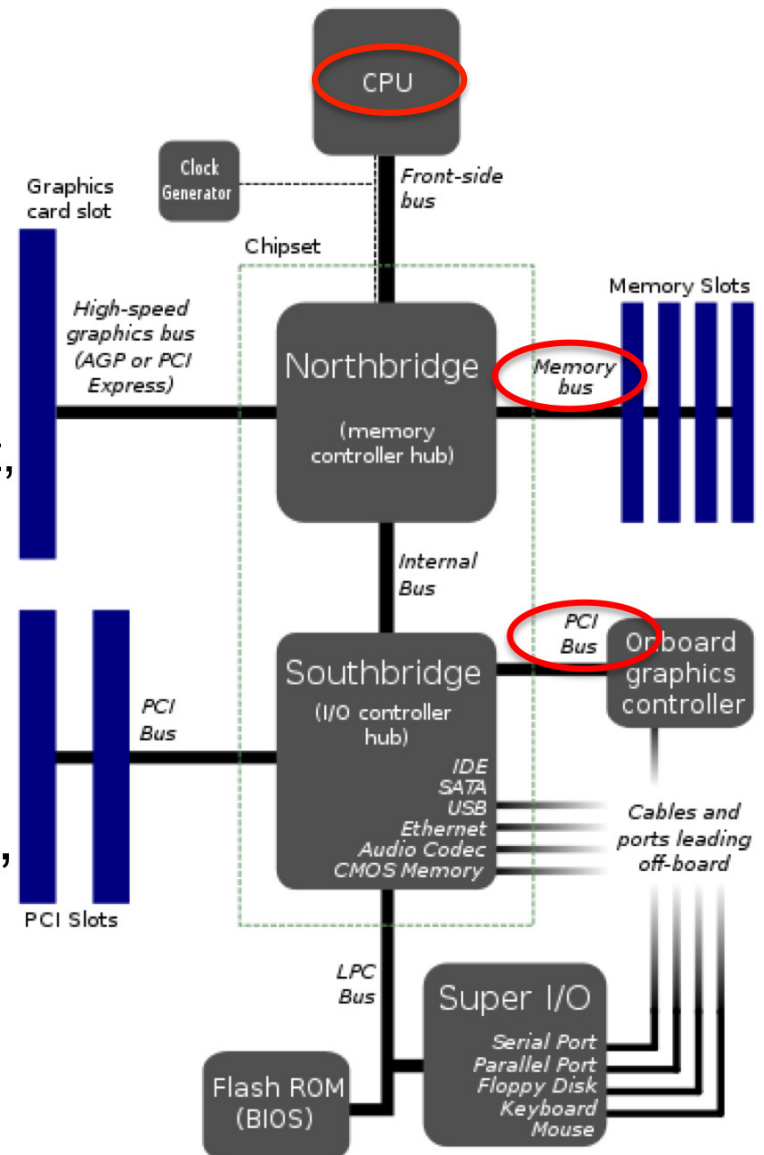 CPU
Clock
Generator
Front-side
bus
Graphics
card slot
Chipset
Memory Slots
High-speed
graphics bus
(AGP or PCI
Express)
Northbridge
(memory
controller hub)
Memory
bus
,
Internal
Bus
PCI
Bus
Onboard
graphics
controller
Southbridge
(I/O controller
hub)
PCI
Bus
IDE
SATA
USB
Ethernet
Audio Codec
CMOS Memory
Cables and
ports leading
off-board
,
PCI Slots
LPC
Bus
Super I/O
Serial Port
Parallel Port
Floppy Disk
Keyboard
Mouse
Flash ROM
(BIOS)